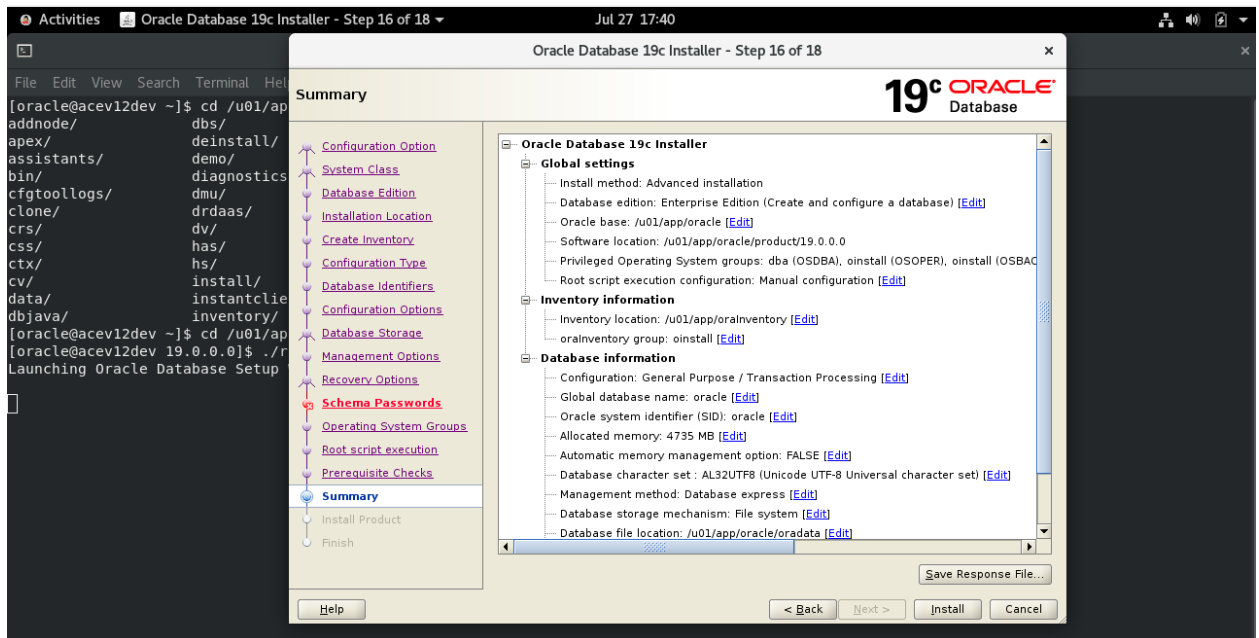 Activities Oracle Database 19c Installer - Step 16 of 18 Jul 27 17:40
Oracle Database 19c Installer - Step 16 of 18
File Edit View Search Terminal Hel
[oracle@acev12dev ~]$ cd /u01/ap
addnode/ dbs/
apex/ deinstall/
assistants/ demo/
bin/ diagnostics
cfgtoollogs/ dmu/
clone/ drdaas/
crs/ dv/
css/ has/
ctx/ hs/
cv/ install/
data/ instantclie
dbjava/ inventory/
[oracle@acev12dev ~]$ cd /u01/ap
[oracle@acev12dev 19.0.0.0]$ ./r
Launching Oracle Database Setup
Summary
19c ORACLE
Database
Configuration Option
System Class
Database Edition
Installation Location
Create Inventory
Configuration Type
Database Identifiers
Configuration Options
Database Storage
Management Options
Recovery Options
Schema Passwords
Operating System Groups
Root script execution
Prerequisite Checks
Summary
Install Product
Finish
Oracle Database 19c Installer
Global settings
Install method: Advanced installation
Database edition: Enterprise Edition (Create and configure a database) [Edit]
Oracle base: /u01/app/oracle [Edit]
Software location: /u01/app/oracle/product/19.0.0.0
Privileged Operating System groups: dba (OSDBA), oinstall (OSOPER), oinstall (OSBAC
Root script execution configuration: Manual configuration [Edit]
Inventory information
Inventory location: /u01/app/oraInventory [Edit]
oraInventory group: oinstall [Edit]
Database information
Configuration: General Purpose / Transaction Processing [Edit]
Global database name: oracle [Edit]
Oracle system identifier (SID): oracle [Edit]
Allocated memory: 4735 MB [Edit]
Automatic memory management option: FALSE [Edit]
Database character set : AL32UTF8 (Unicode UTF-8 Universal character set) [Edit]
Management method: Database express [Edit]
Database storage mechanism: File system [Edit]
Database file location: /u01/app/oracle/oradata [Edit]
Save Response File...
Help < Back Next > Install Cancel